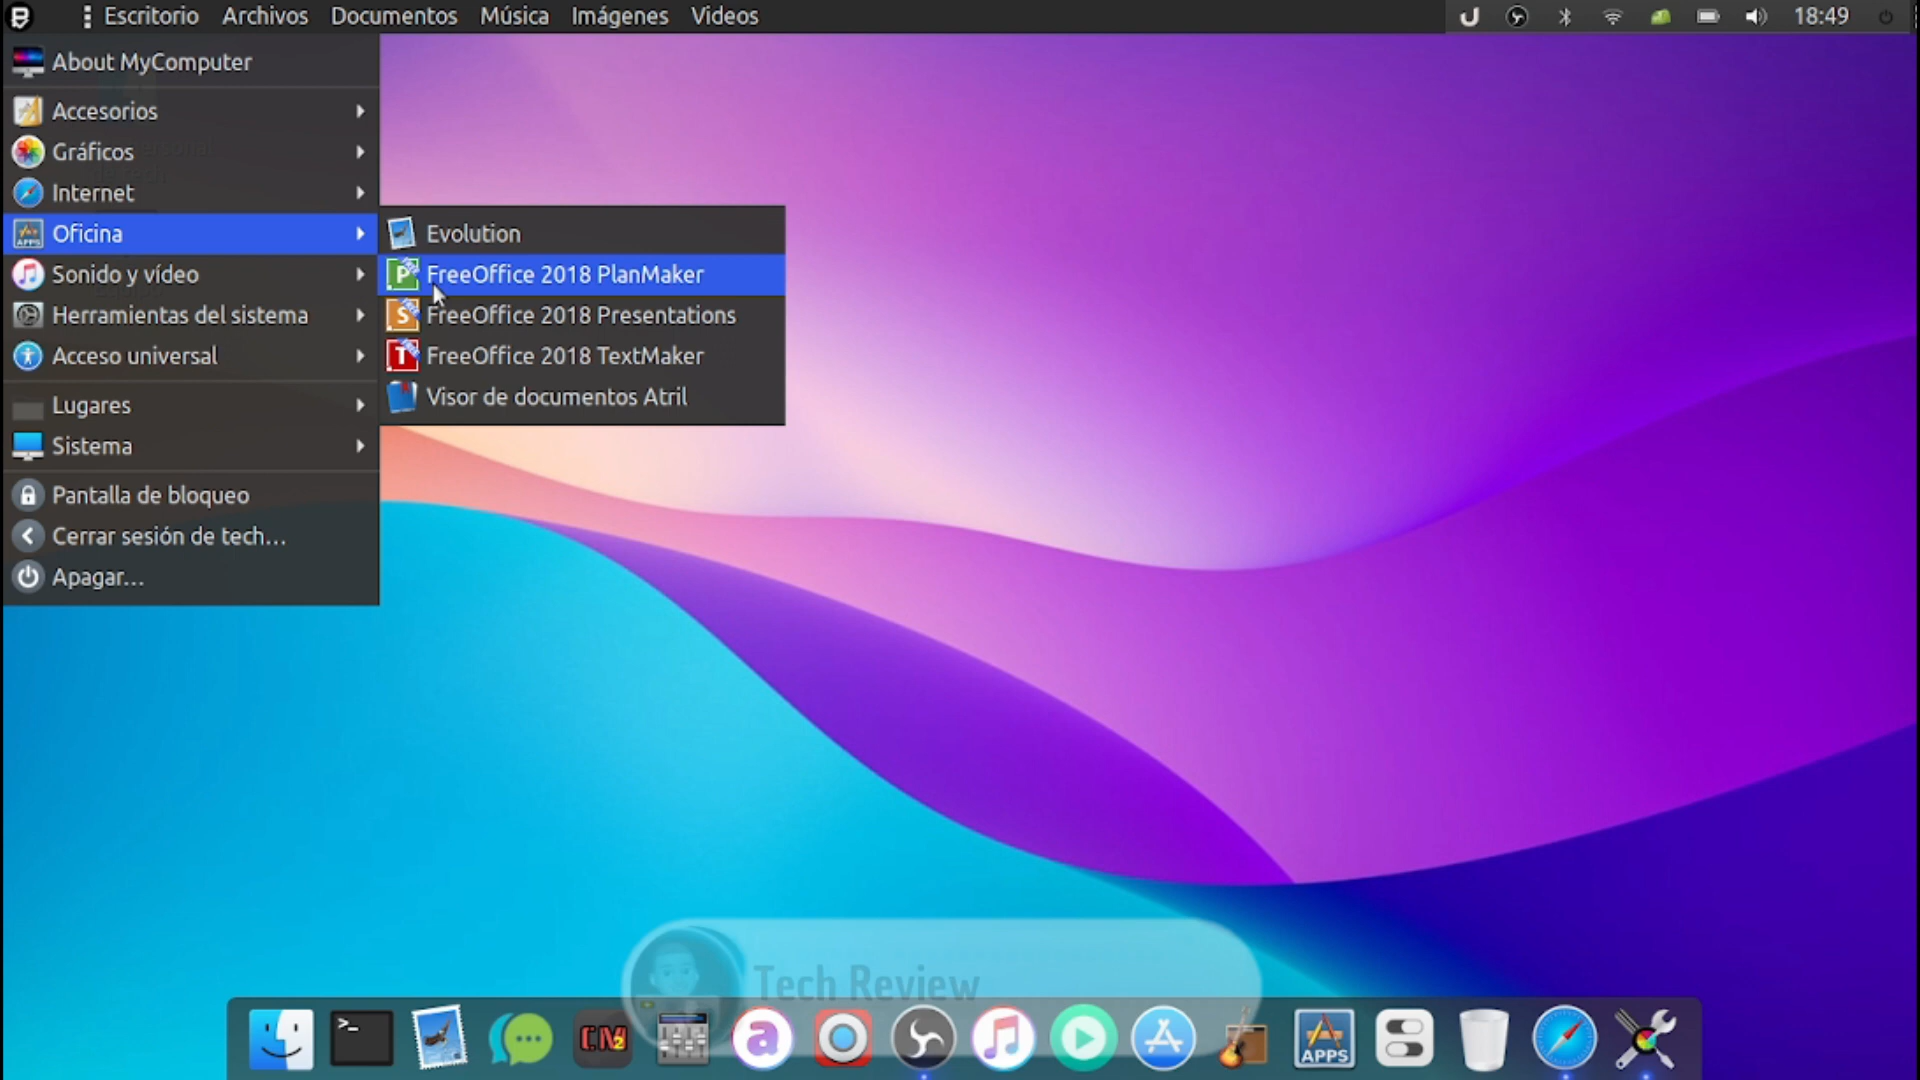 Escritorio Archivos Documentos Música Imágenes Videos 18:49
About MyComputer
Accesorios
Gráficos
Internet
Oficina
Sonido y vídeo
Herramientas del sistema
Acceso universal
Lugares
Sistema
Pantalla de bloqueo
Cerrar sesión de tech...
Apagar...
Evolution
FreeOffice 2018 PlanMaker
FreeOffice 2018 Presentations
FreeOffice 2018 TextMaker
Visor de documentos Atril
Tech Review
APPS